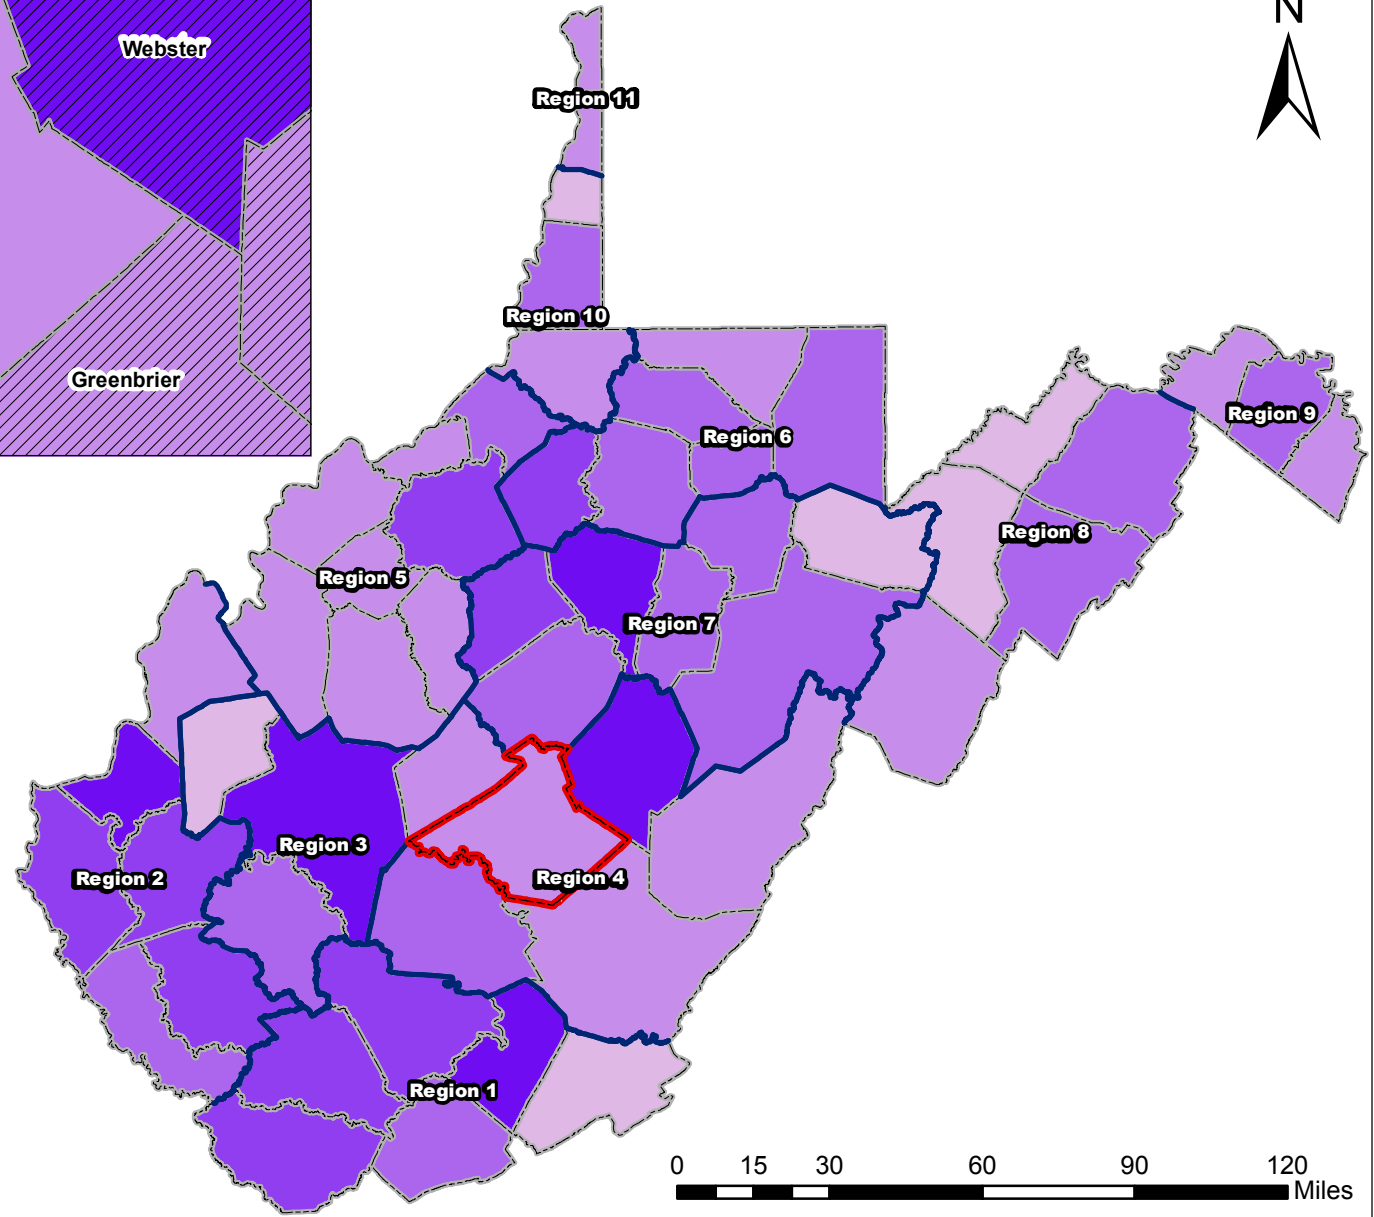 N
Webster
Region 11
Region 10
Greenbrier
Region 9
Region 6
Region 8
Region 5
Region 7
Region 3
Region 2
Region 4
Region 1
0 15 30 60 90 120
Miles